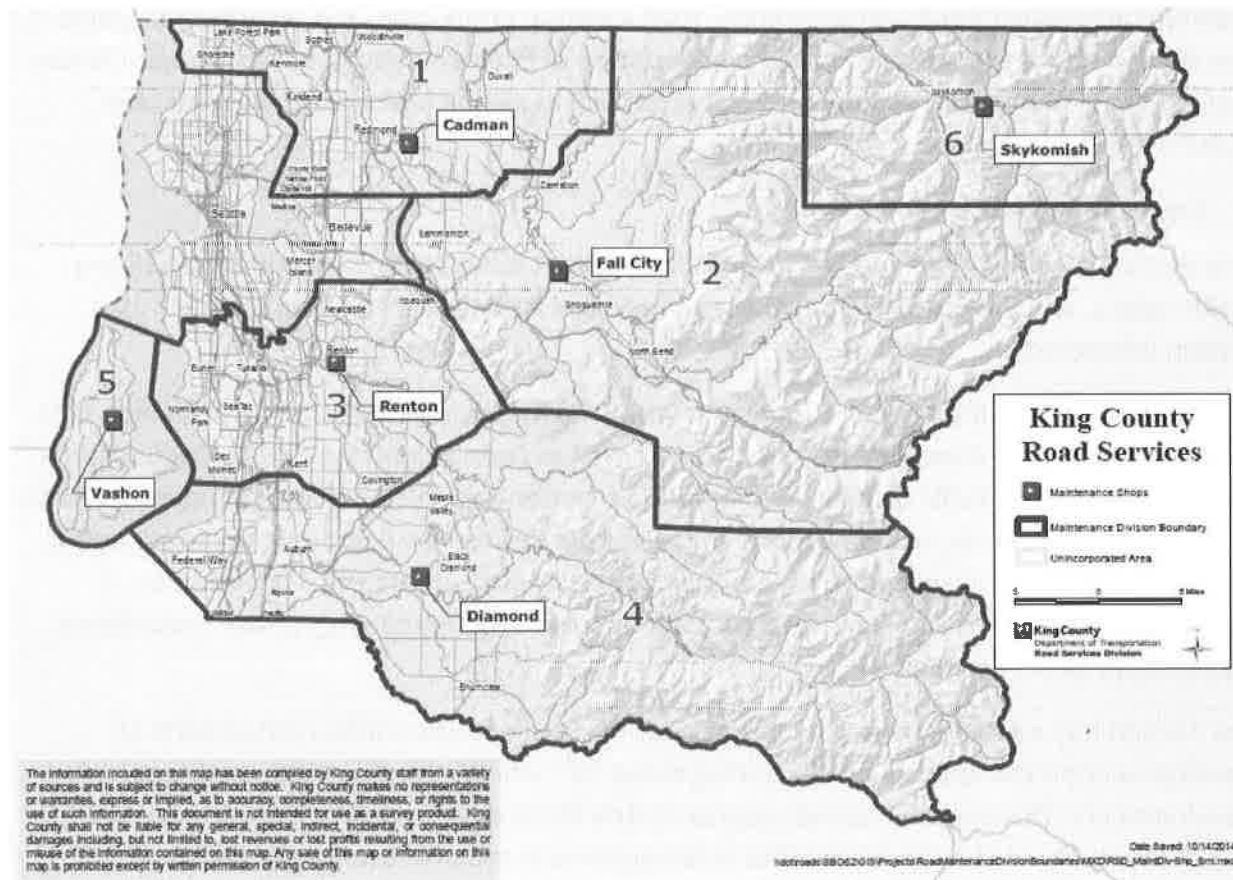 Lake Forest Park
Bothell
Woodinville
Shoreline
Kenmore
1
Duvall
Kirkland
Redmond
Cadman
Skykomish
6
Skykomish
Carnation
Seattle
Bellevue
Sammamish
Mercer
Island
Fall City
2
Snoqualmie
Newcastle
Issaquah
North Bend
Renton
Burien
Tukwila
5
3
Renton
Normandy
Park
SeaTac
Des
Moines
Kent
Covington
Vashon
Maple
Valley
Federal Way
Auburn
Black
Diamond
Diamond
4
Enumclaw
King County
Road Services
Maintenance Shops
Maintenance Division Boundary
Unincorporated Area
5 0 5 Miles
King County
Department of Transportation
Road Services Division
The information included on this map has been compiled by King County staff from a variety
of sources and is subject to change without notice. King County makes no representations
or warranties, express or implied, as to accuracy, completeness, timeliness, or rights to the
use of such information. This document is not intended for use as a survey product. King
County shall not be liable for any general, special, indirect, incidental, or consequential
damages including, but not limited to, lost revenues or lost profits resulting from the use or
misuse of the information contained on this map. Any sale of this map or information on this
map is prohibited except by written permission of King County.
Date Saved: 10/14/2014